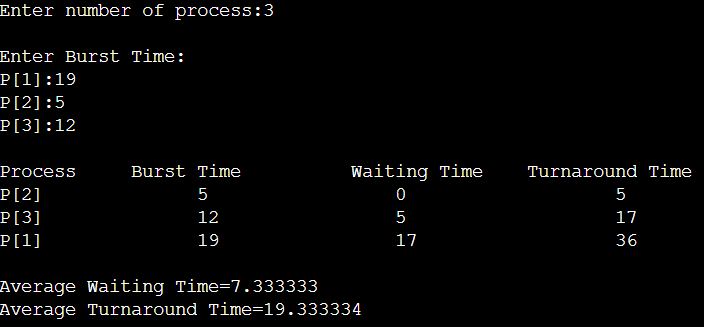 Enter number of process:3
Enter Burst Time:
P[1]:19
P[2]:5
P[3]:12
Process Burst Time Waiting Time Turnaround Time
P[2] 5 0 5
P[3] 12 5 17
P[1] 19 17 36
Average Waiting Time=7.333333
Average Turnaround Time=19.333334